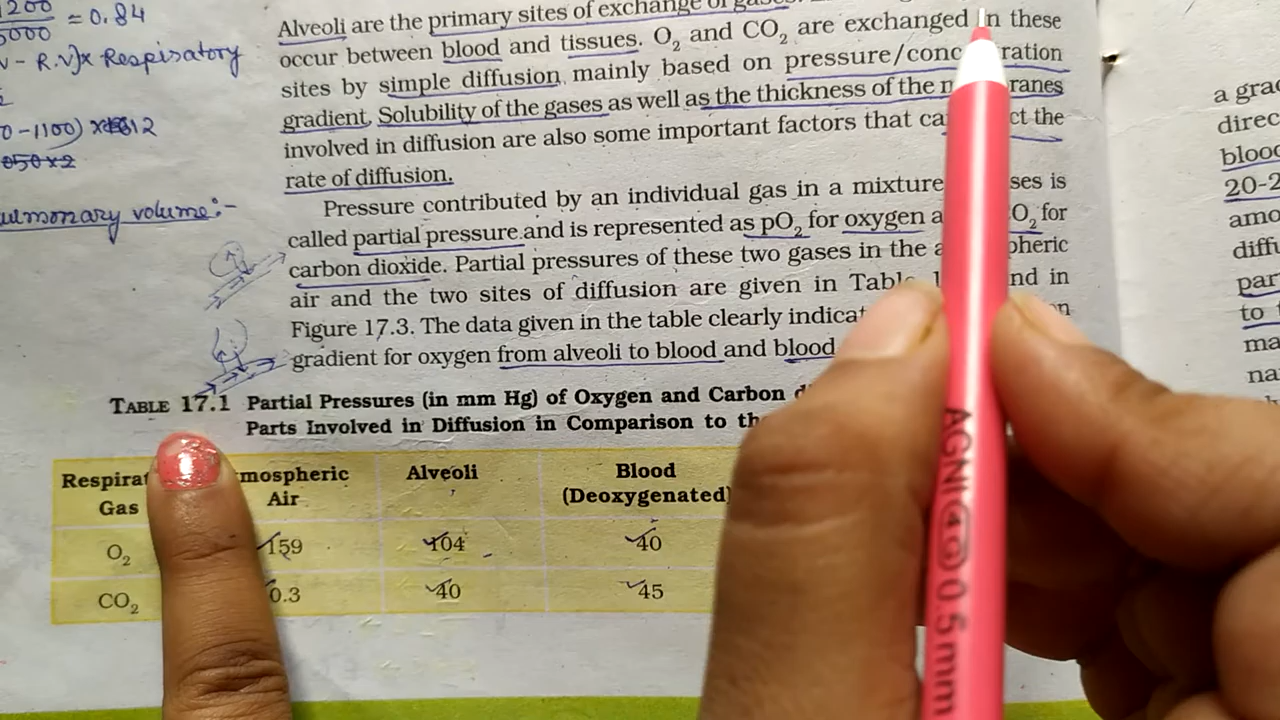 1200
5000 = 0.84
- R.V)x Respisatory
0-1100) x 12
050x2
ulmonary volume:-
Alveoli are the primary sites of exchange of gases.
occur between blood and tissues. O2 and CO2 are exchanged in these
sites by simple diffusion mainly based on pressure/conc ration
gradient. Solubility of the gases as well as the thickness of the m ranes
involved in diffusion are also some important factors that ca ct the
rate of diffusion.
Pressure contributed by an individual gas in a mixture ses is
called partial pressure and is represented as pO2 for oxygen a O2 for
carbon dioxide. Partial pressures of these two gases in the a pheric
air and the two sites of diffusion are given in Table nd in
Figure 17.3. The data given in the table clearly indicat n
gradient for oxygen from alveoli to blood and blood
TABLE 17.1 Partial Pressures (in mm Hg) of Oxygen and Carbon d
Parts Involved in Diffusion in Comparison to th
Respirat mospheric Alveoli Blood
Gas Air (Deoxygenated)
O2 159 104 40
CO2 0.3 40 45
a grad
direc
blood
20-2
amo
diffu
par
to t
ma
na
AGNI 0.5mm